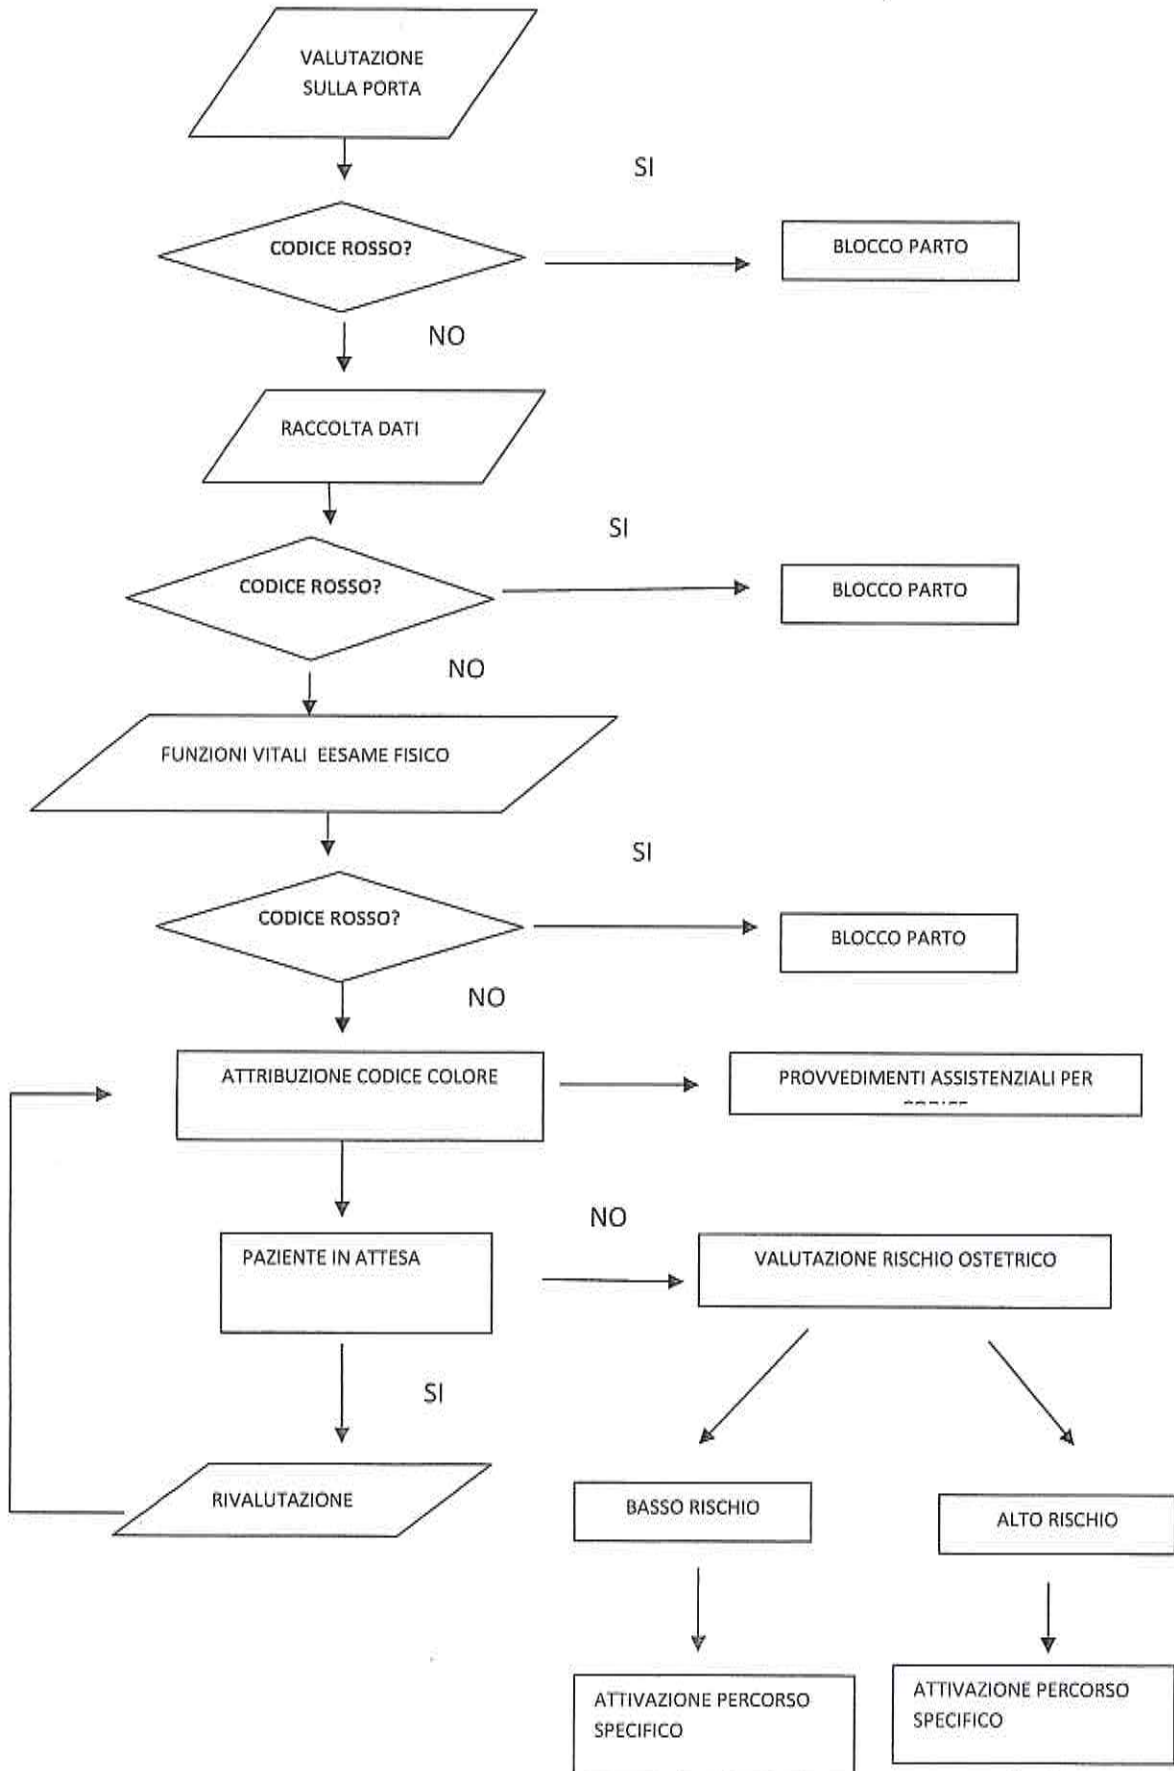 VALUTAZIONE
SULLA PORTA
SI
CODICE ROSSO?
BLOCCO PARTO
NO
RACCOLTA DATI
SI
CODICE ROSSO?
BLOCCO PARTO
NO
FUNZIONI VITALI EESAME FISICO
SI
CODICE ROSSO?
BLOCCO PARTO
NO
ATTRIBUZIONE CODICE COLORE
PROVVEDIMENTI ASSISTENZIALI PER
NO
PAZIENTE IN ATTESA
VALUTAZIONE RISCHIO OSTETRICO
SI
RIVALUTAZIONE
BASSO RISCHIO
ALTO RISCHIO
ATTIVAZIONE PERCORSO
SPECIFICO
ATTIVAZIONE PERCORSO
SPECIFICO